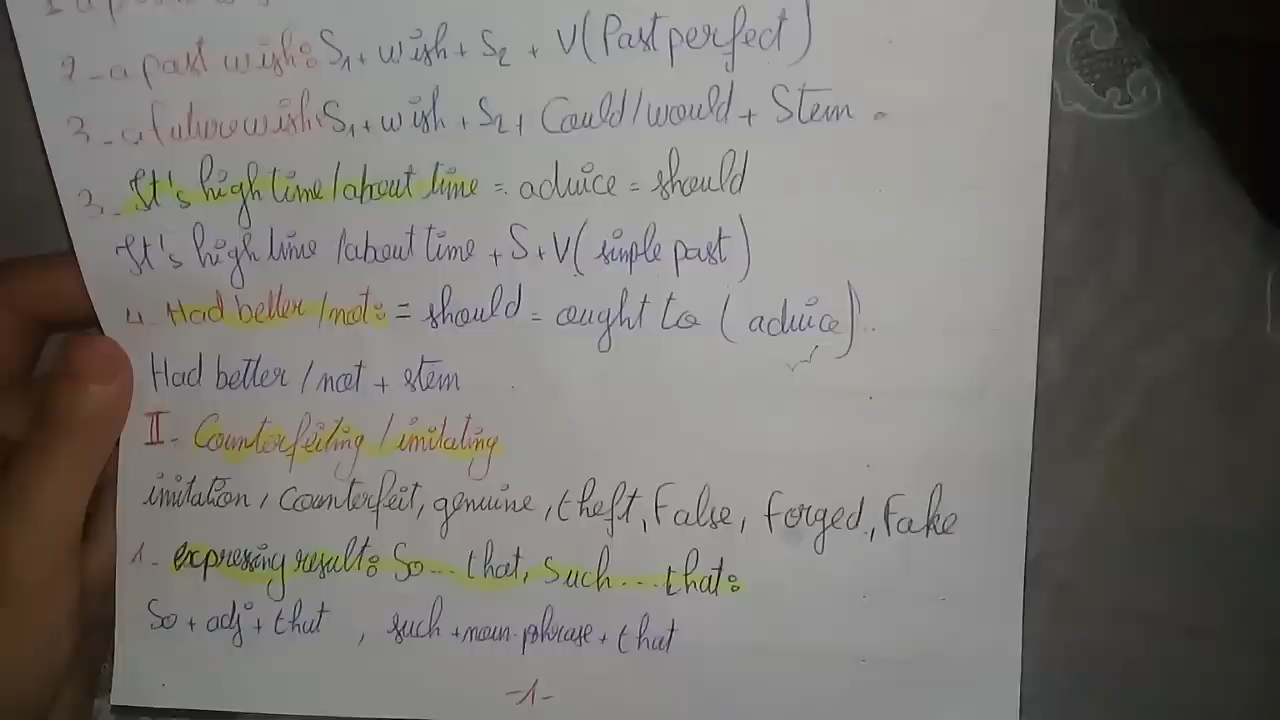 2-a past wish: S1 + wish + S2 + V(Past perfect)
3-a future wish: S1 + wish + S2 + Could/would + Stem.
3- It's high time/about time = advice = should
It's high time/about time + S + V(simple past)
4. Had better/not: = should = ought to (advice)..
Had better/not + stem
II- Counterfeiting/imitating
imitation, counterfeit, genuine, theft, False, forged, Fake
1- expressing result: So... that, Such... that:
So + adj + that, such + noun-phrase + that
-1-